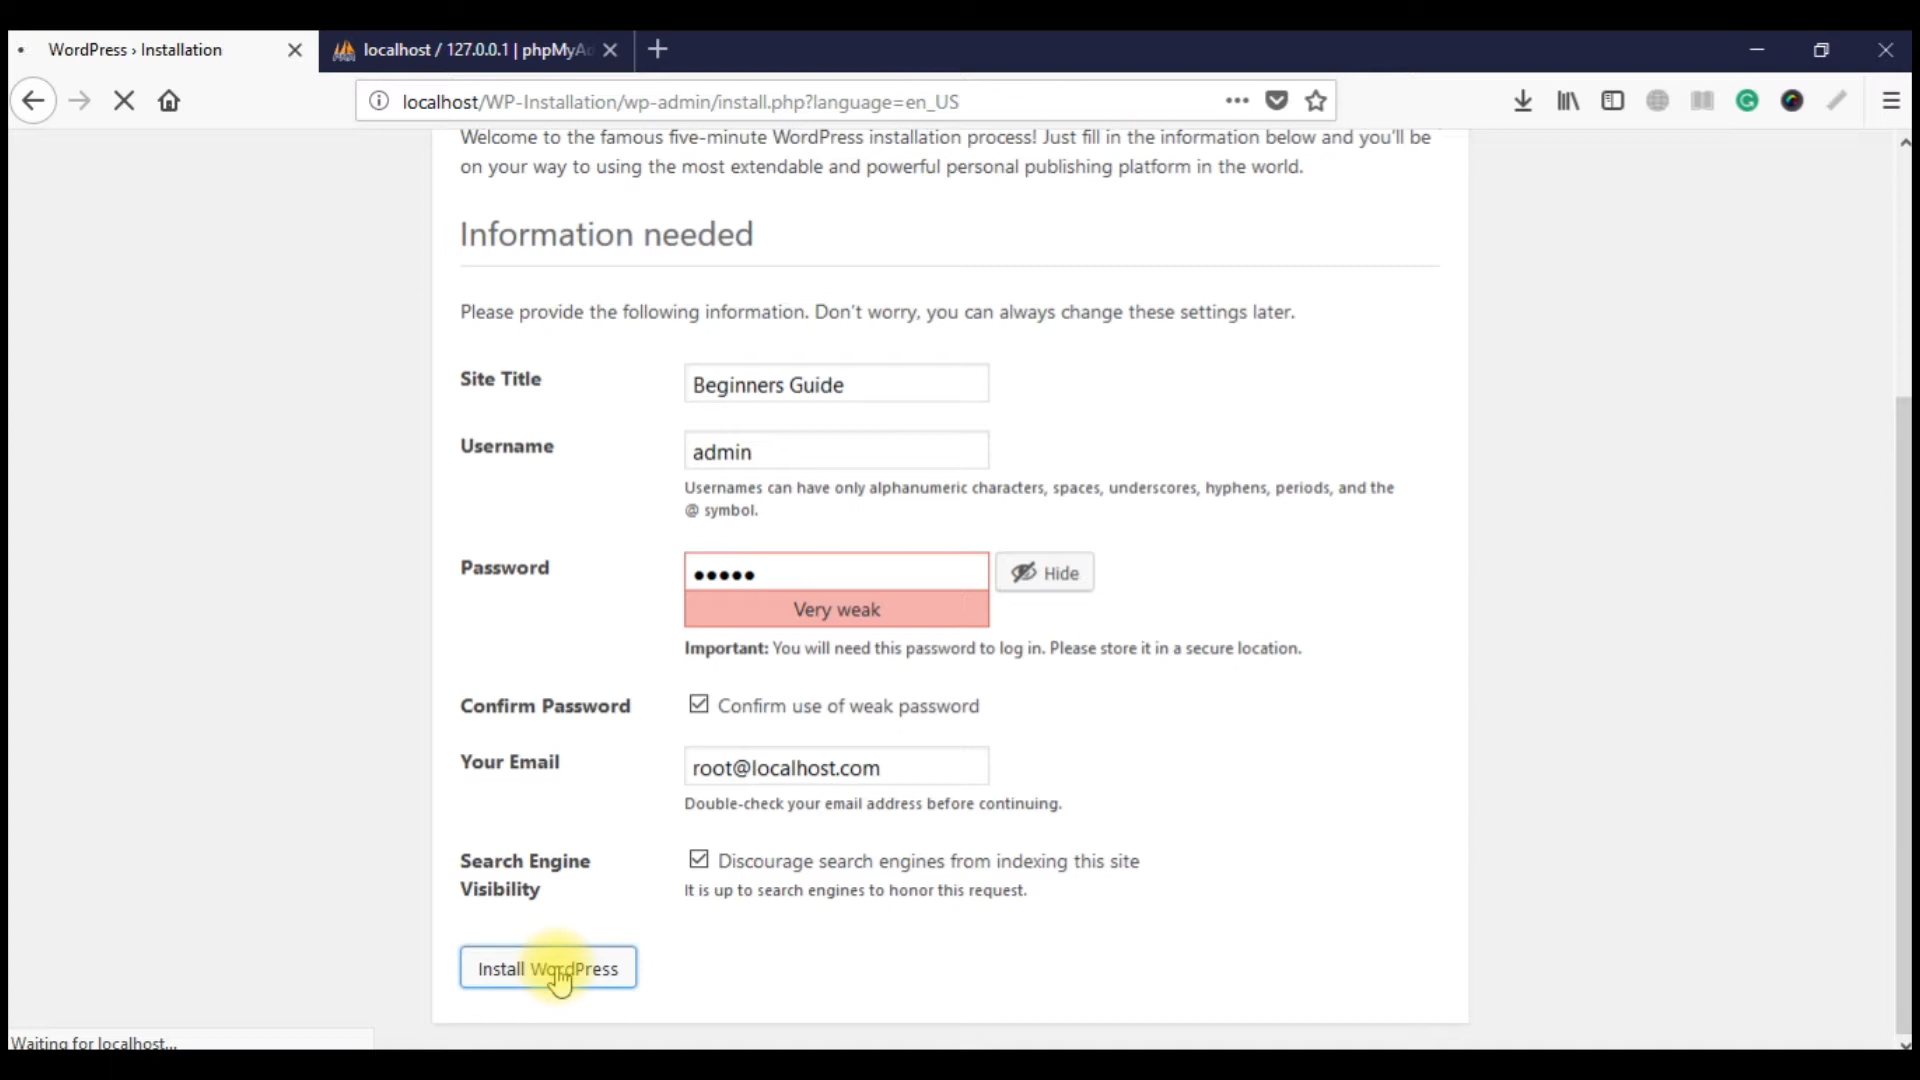 WordPress › Installation
localhost / 127.0.0.1 | phpMyAd
localhost/WP-Installation/wp-admin/install.php?language=en_US
Welcome to the famous five-minute WordPress installation process! Just fill in the information below and you'll be
on your way to using the most extendable and powerful personal publishing platform in the world.
Information needed
Please provide the following information. Don't worry, you can always change these settings later.
Site Title
Beginners Guide
Username
admin
Usernames can have only alphanumeric characters, spaces, underscores, hyphens, periods, and the
@ symbol.
Password
•••••
Hide
Very weak
Important: You will need this password to log in. Please store it in a secure location.
Confirm Password
Confirm use of weak password
Your Email
root@localhost.com
Double-check your email address before continuing.
Search Engine
Visibility
Discourage search engines from indexing this site
It is up to search engines to honor this request.
Install WordPress
Waiting for localhost...